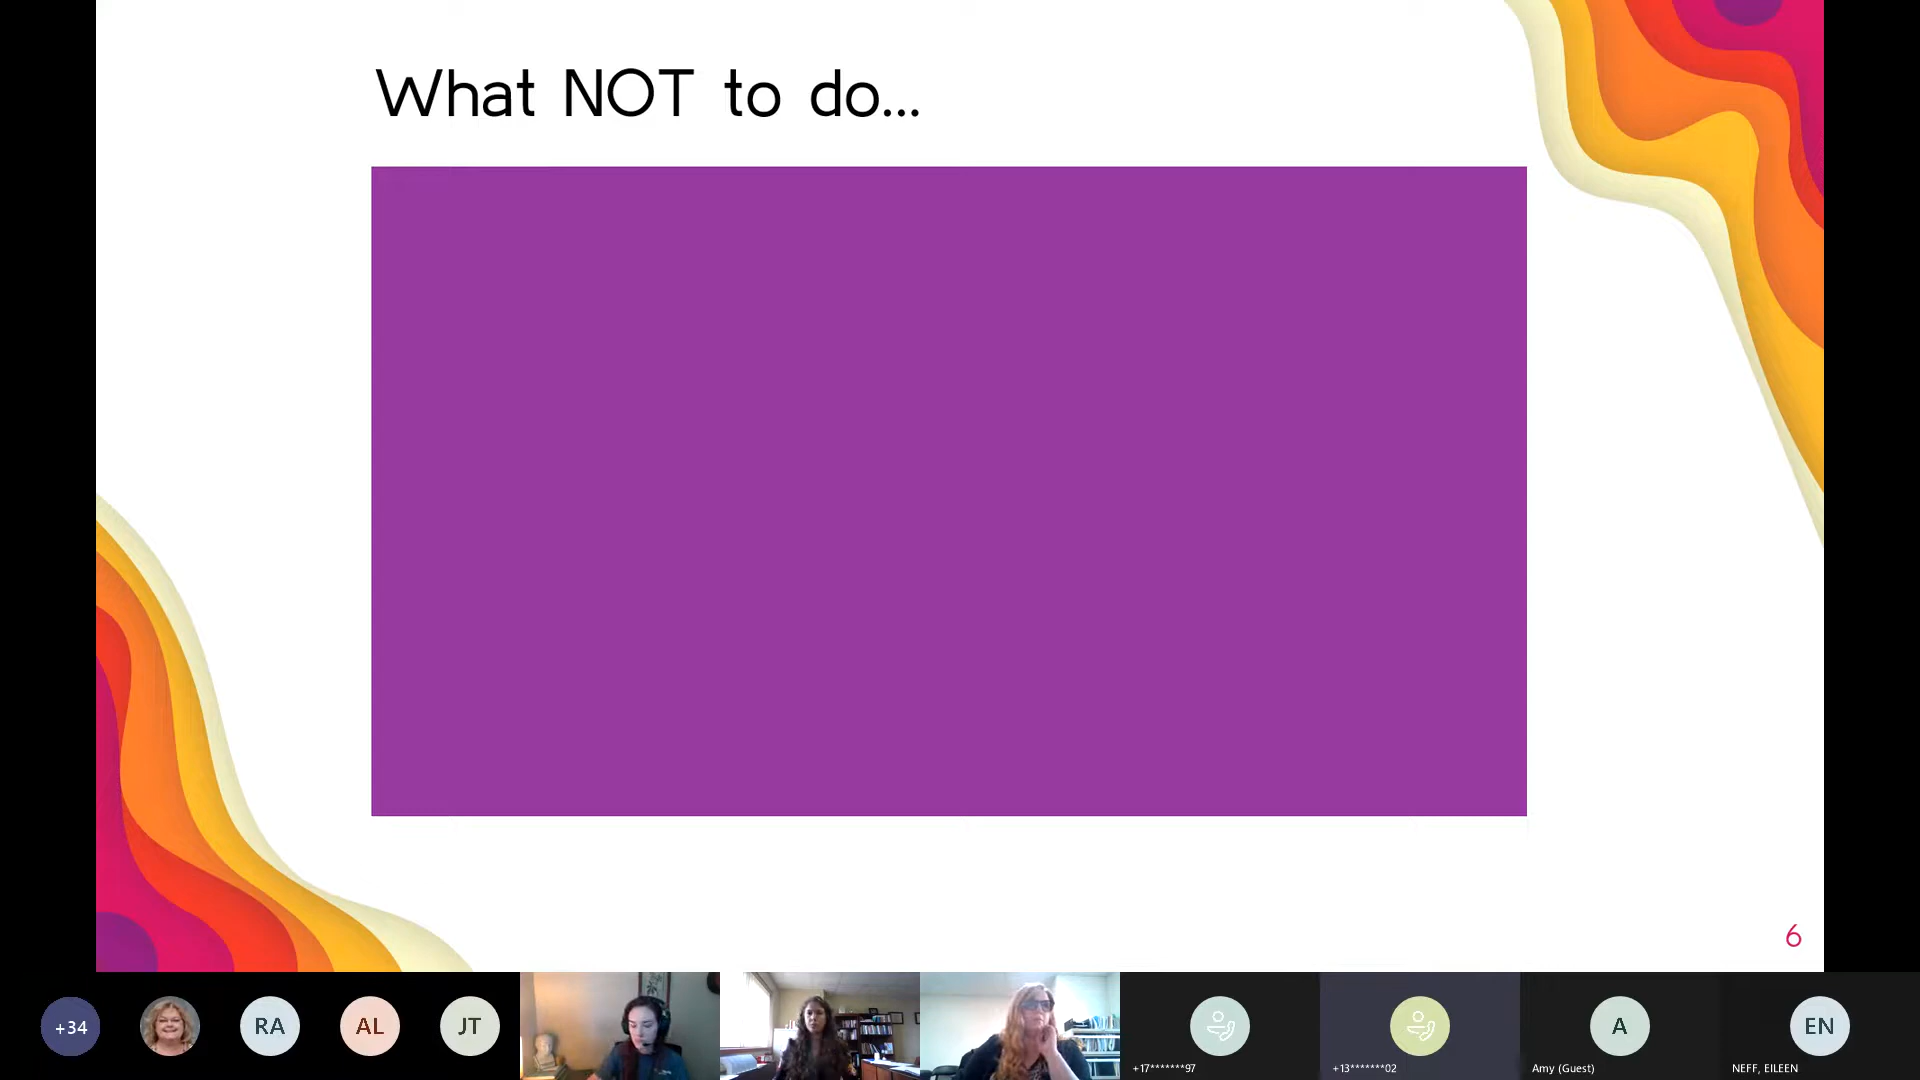 What NOT to do...
6
+34
RA
AL
JT
A
EN
+17*******97
+13*******02
Amy (Guest)
NEFF, EILEEN